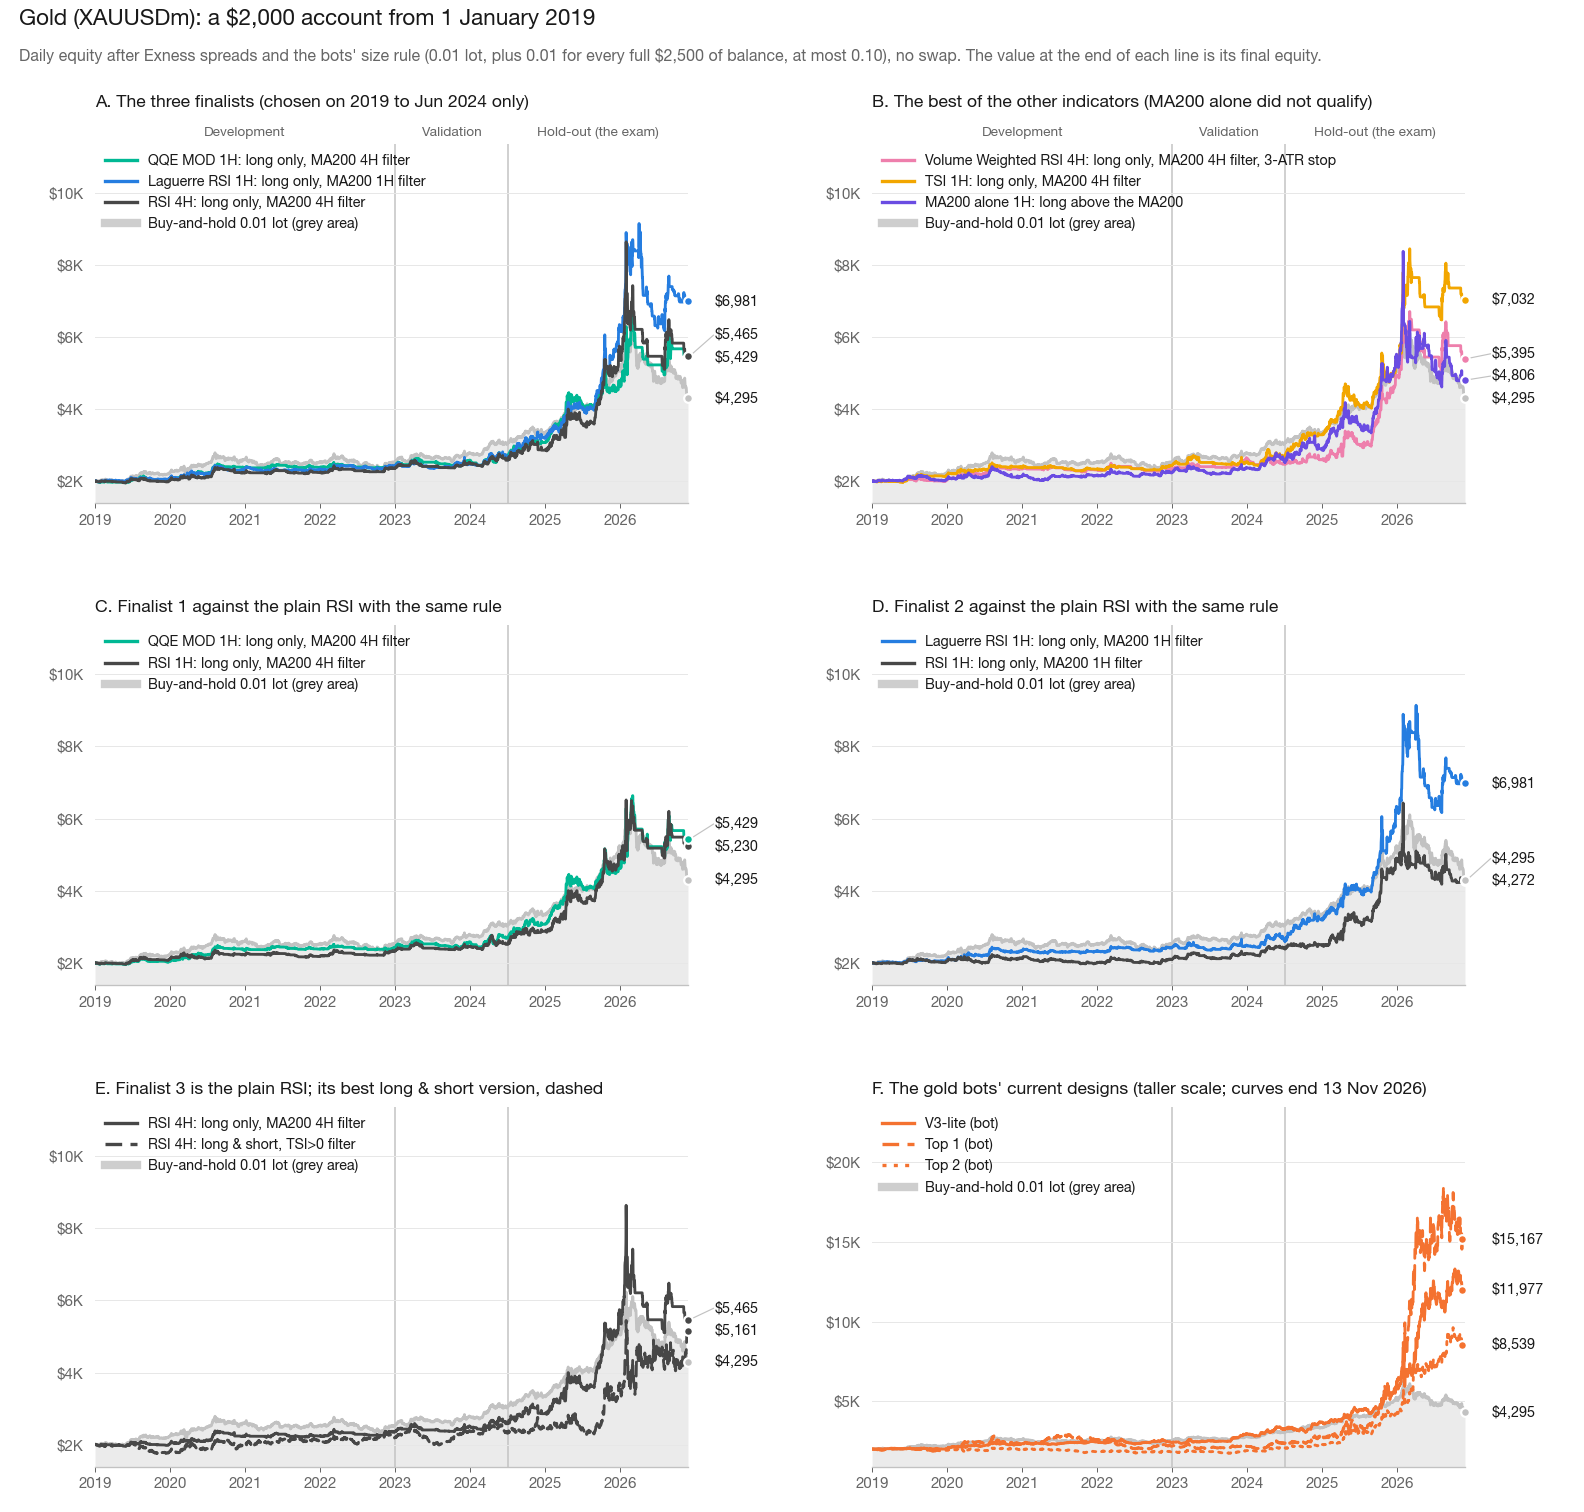 Gold (XAUUSDm): a $2,000 account from 1 January 2019
Daily equity after Exness spreads and the bots' size rule (0.01 lot, plus 0.01 for every full $2,500 of balance, at most 0.10), no swap. The value at the end of each line is its final equity.
A. The three finalists (chosen on 2019 to Jun 2024 only)
Development
Validation
Hold-out (the exam)
QQE MOD 1H: long only, MA200 4H filter
Laguerre RSI 1H: long only, MA200 1H filter
RSI 4H: long only, MA200 4H filter
Buy-and-hold 0.01 lot (grey area)
$10K
$8K
$6K
$4K
$2K
$6,981
$5,465
$5,429
$4,295
2019
2020
2021
2022
2023
2024
2025
2026
B. The best of the other indicators (MA200 alone did not qualify)
Development
Validation
Hold-out (the exam)
Volume Weighted RSI 4H: long only, MA200 4H filter, 3-ATR stop
TSI 1H: long only, MA200 4H filter
MA200 alone 1H: long above the MA200
Buy-and-hold 0.01 lot (grey area)
$10K
$8K
$6K
$4K
$2K
$7,032
$5,395
$4,806
$4,295
2019
2020
2021
2022
2023
2024
2025
2026
C. Finalist 1 against the plain RSI with the same rule
QQE MOD 1H: long only, MA200 4H filter
RSI 1H: long only, MA200 4H filter
Buy-and-hold 0.01 lot (grey area)
$10K
$8K
$6K
$4K
$2K
$5,429
$5,230
$4,295
2019
2020
2021
2022
2023
2024
2025
2026
D. Finalist 2 against the plain RSI with the same rule
Laguerre RSI 1H: long only, MA200 1H filter
RSI 1H: long only, MA200 1H filter
Buy-and-hold 0.01 lot (grey area)
$10K
$8K
$6K
$4K
$2K
$6,981
$4,295
$4,272
2019
2020
2021
2022
2023
2024
2025
2026
E. Finalist 3 is the plain RSI; its best long & short version, dashed
RSI 4H: long only, MA200 4H filter
RSI 4H: long & short, TSI>0 filter
Buy-and-hold 0.01 lot (grey area)
$10K
$8K
$6K
$4K
$2K
$5,465
$5,161
$4,295
2019
2020
2021
2022
2023
2024
2025
2026
F. The gold bots' current designs (taller scale; curves end 13 Nov 2026)
V3-lite (bot)
Top 1 (bot)
Top 2 (bot)
Buy-and-hold 0.01 lot (grey area)
$20K
$15K
$10K
$5K
$15,167
$11,977
$8,539
$4,295
2019
2020
2021
2022
2023
2024
2025
2026